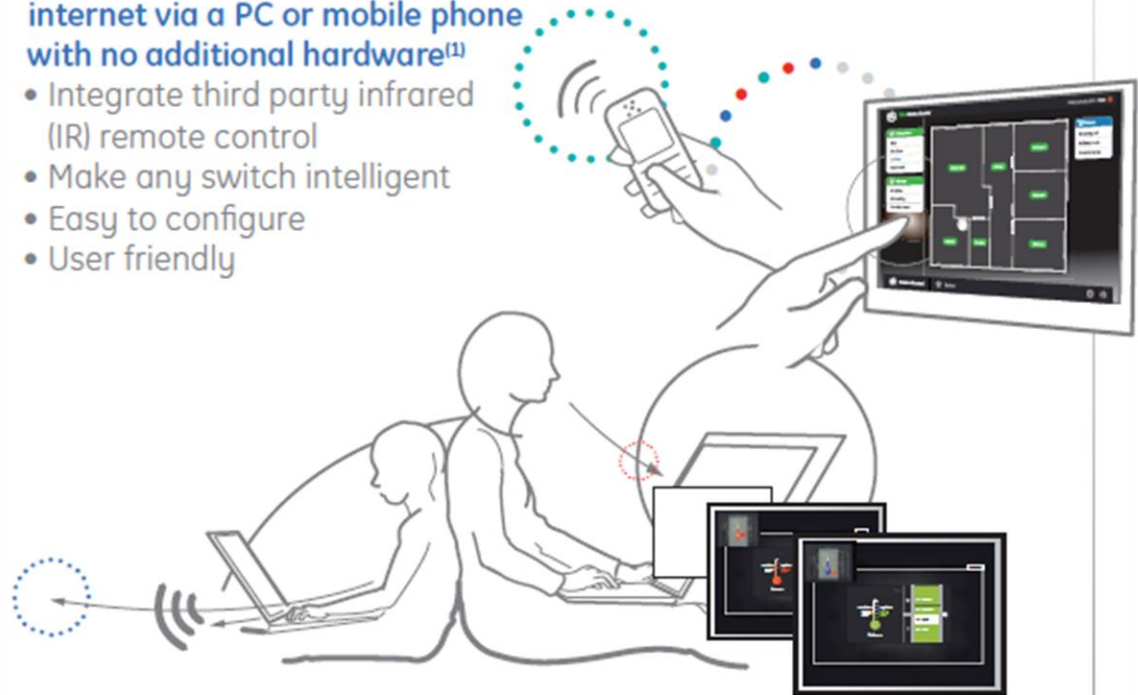 internet via a PC or mobile phone
with no additional hardware(1)
• Integrate third party infrared
(IR) remote control
• Make any switch intelligent
• Easy to configure
• User friendly